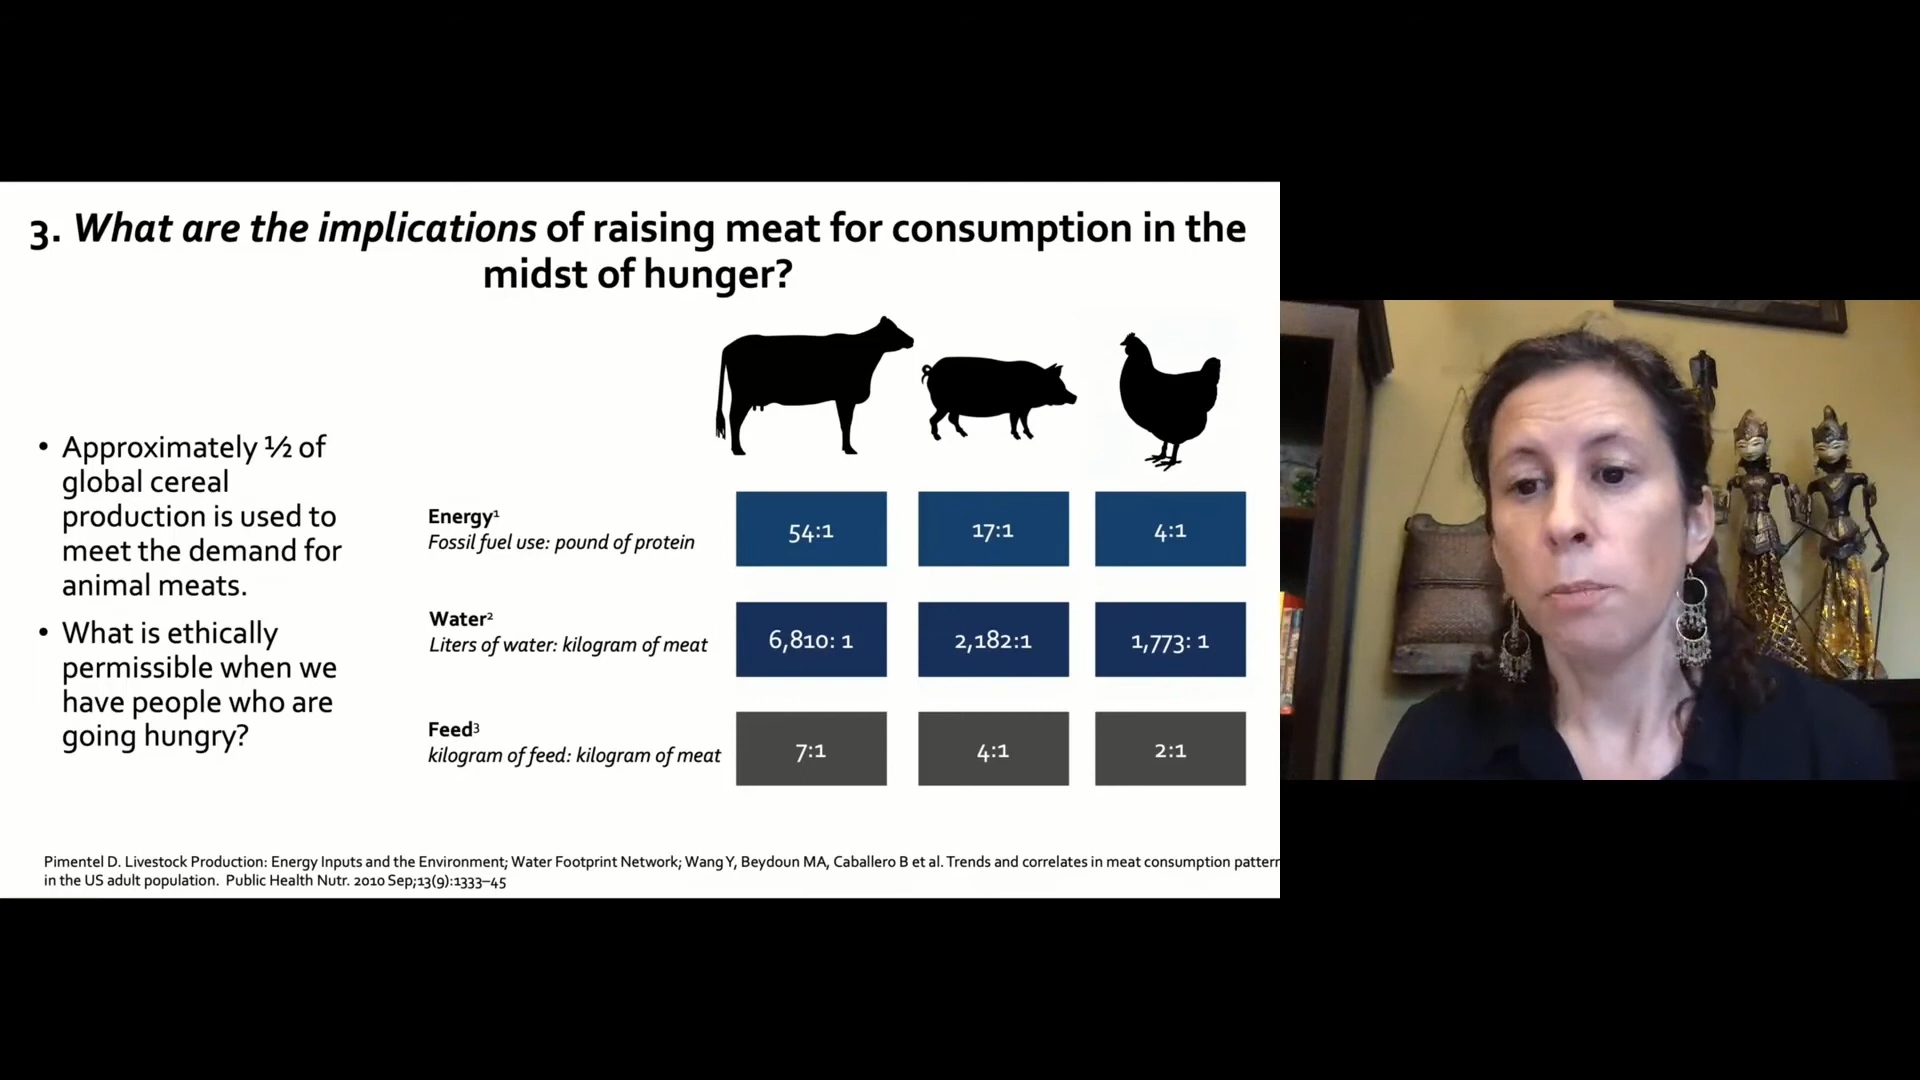 3. What are the implications of raising meat for consumption in the
midst of hunger?
• Approximately ½ of
global cereal
production is used to
meet the demand for
animal meats.
• What is ethically
permissible when we
have people who are
going hungry?
Energy¹
Fossil fuel use: pound of protein
54:1
17:1
4:1
Water²
Liters of water: kilogram of meat
6,810: 1
2,182:1
1,773: 1
Feed³
kilogram of feed: kilogram of meat
7:1
4:1
2:1
Pimentel D. Livestock Production: Energy Inputs and the Environment; Water Footprint Network; Wang Y, Beydoun MA, Caballero B et al. Trends and correlates in meat consumption pattern
in the US adult population. Public Health Nutr. 2010 Sep;13(9):1333–45